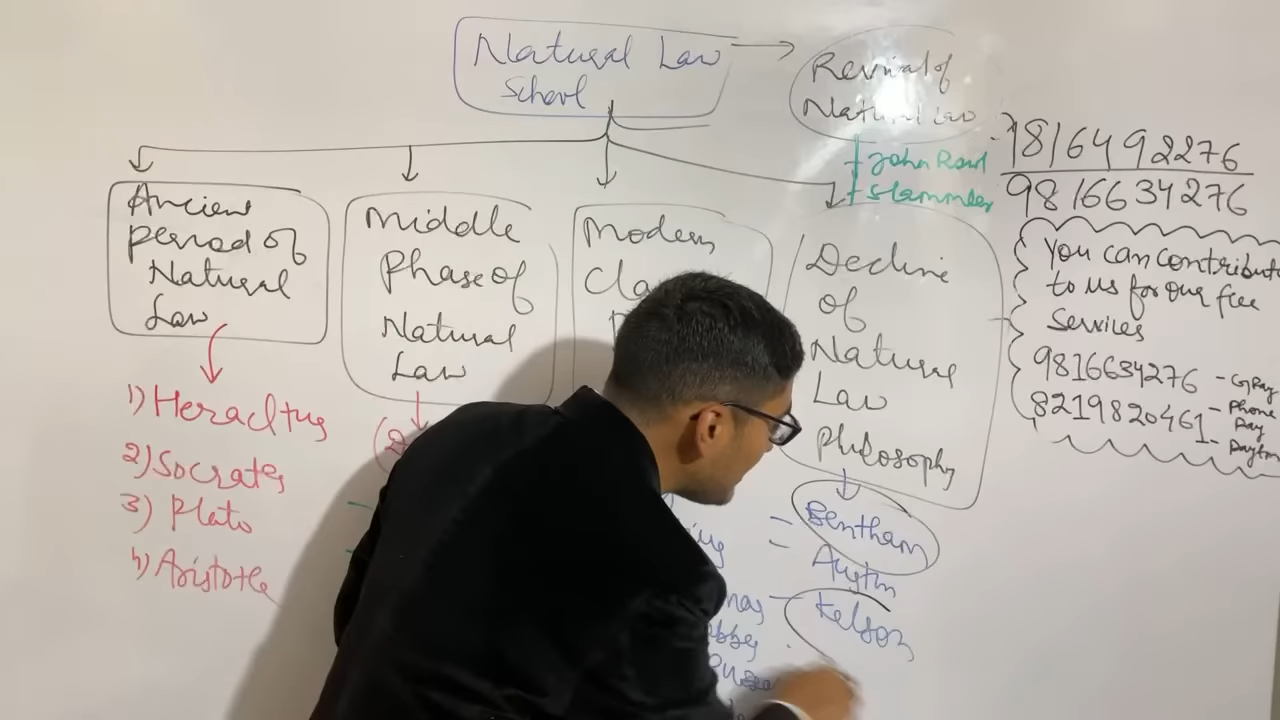 Natural Law
School
Revival of
Natural Law
John Rawl
Stammler
7816492276
9816634276
You can contribute
to us for our free
Services
9816634276 - GPay
8219820461 - Phone
Pay
- Paytm
Ancient
period of
Natural
Law
1) Heracltus
2) Socrates
3) Plato
4) Aristotle
Middle
Phase of
Natural
Law
Modern
Cla
Decline
of
Natural
Law
Philosophy
- Bentham
- Austin
- Kelson